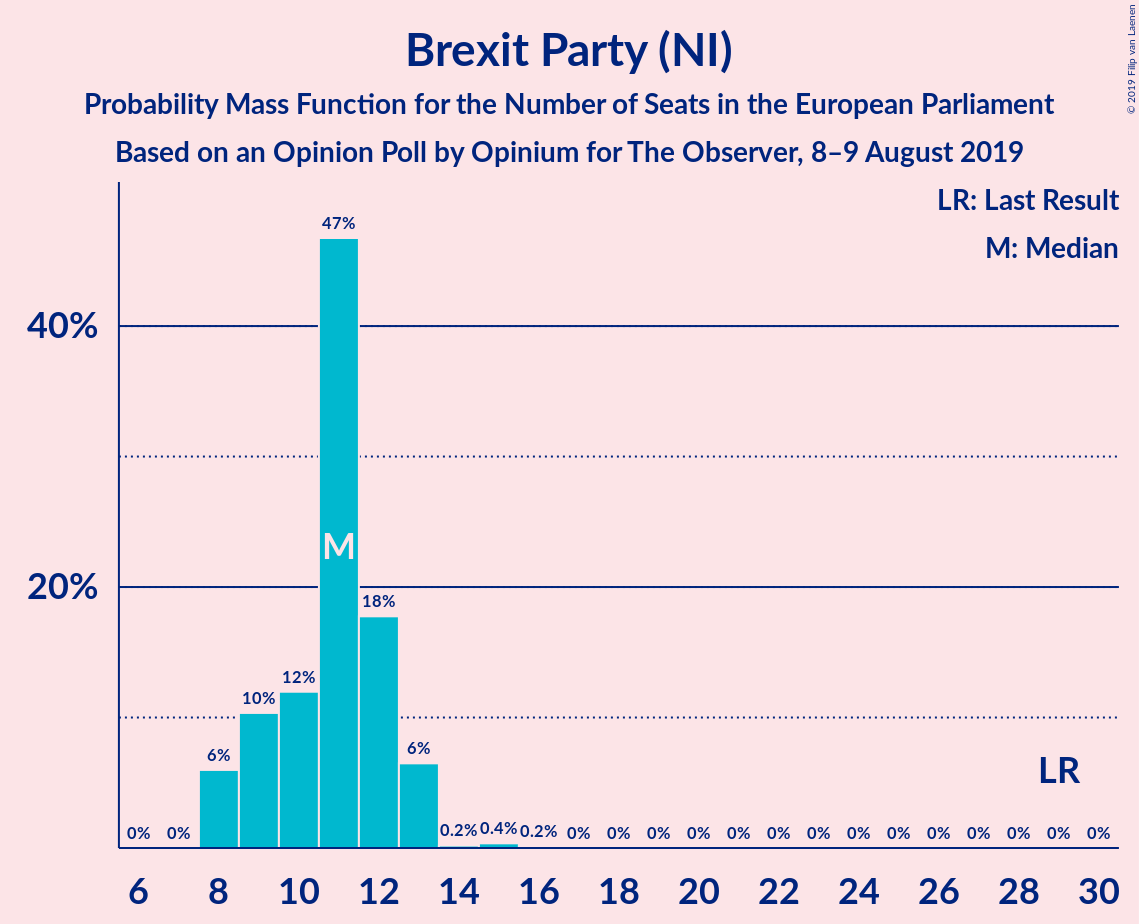 Brexit Party (NI)
Probability Mass Function for the Number of Seats in the European Parliament
Based on an Opinion Poll by Opinium for The Observer, 8–9 August 2019
© 2019 Filip van Laenen
LR: Last Result
M: Median
40%
20%
0% 0% 6% 10% 12% 47% 18% 6% 0.2% 0.4% 0.2% 0% 0% 0% 0% 0% 0% 0% 0% 0% 0% 0% 0% 0% 0%
M
LR
6 8 10 12 14 16 18 20 22 24 26 28 30